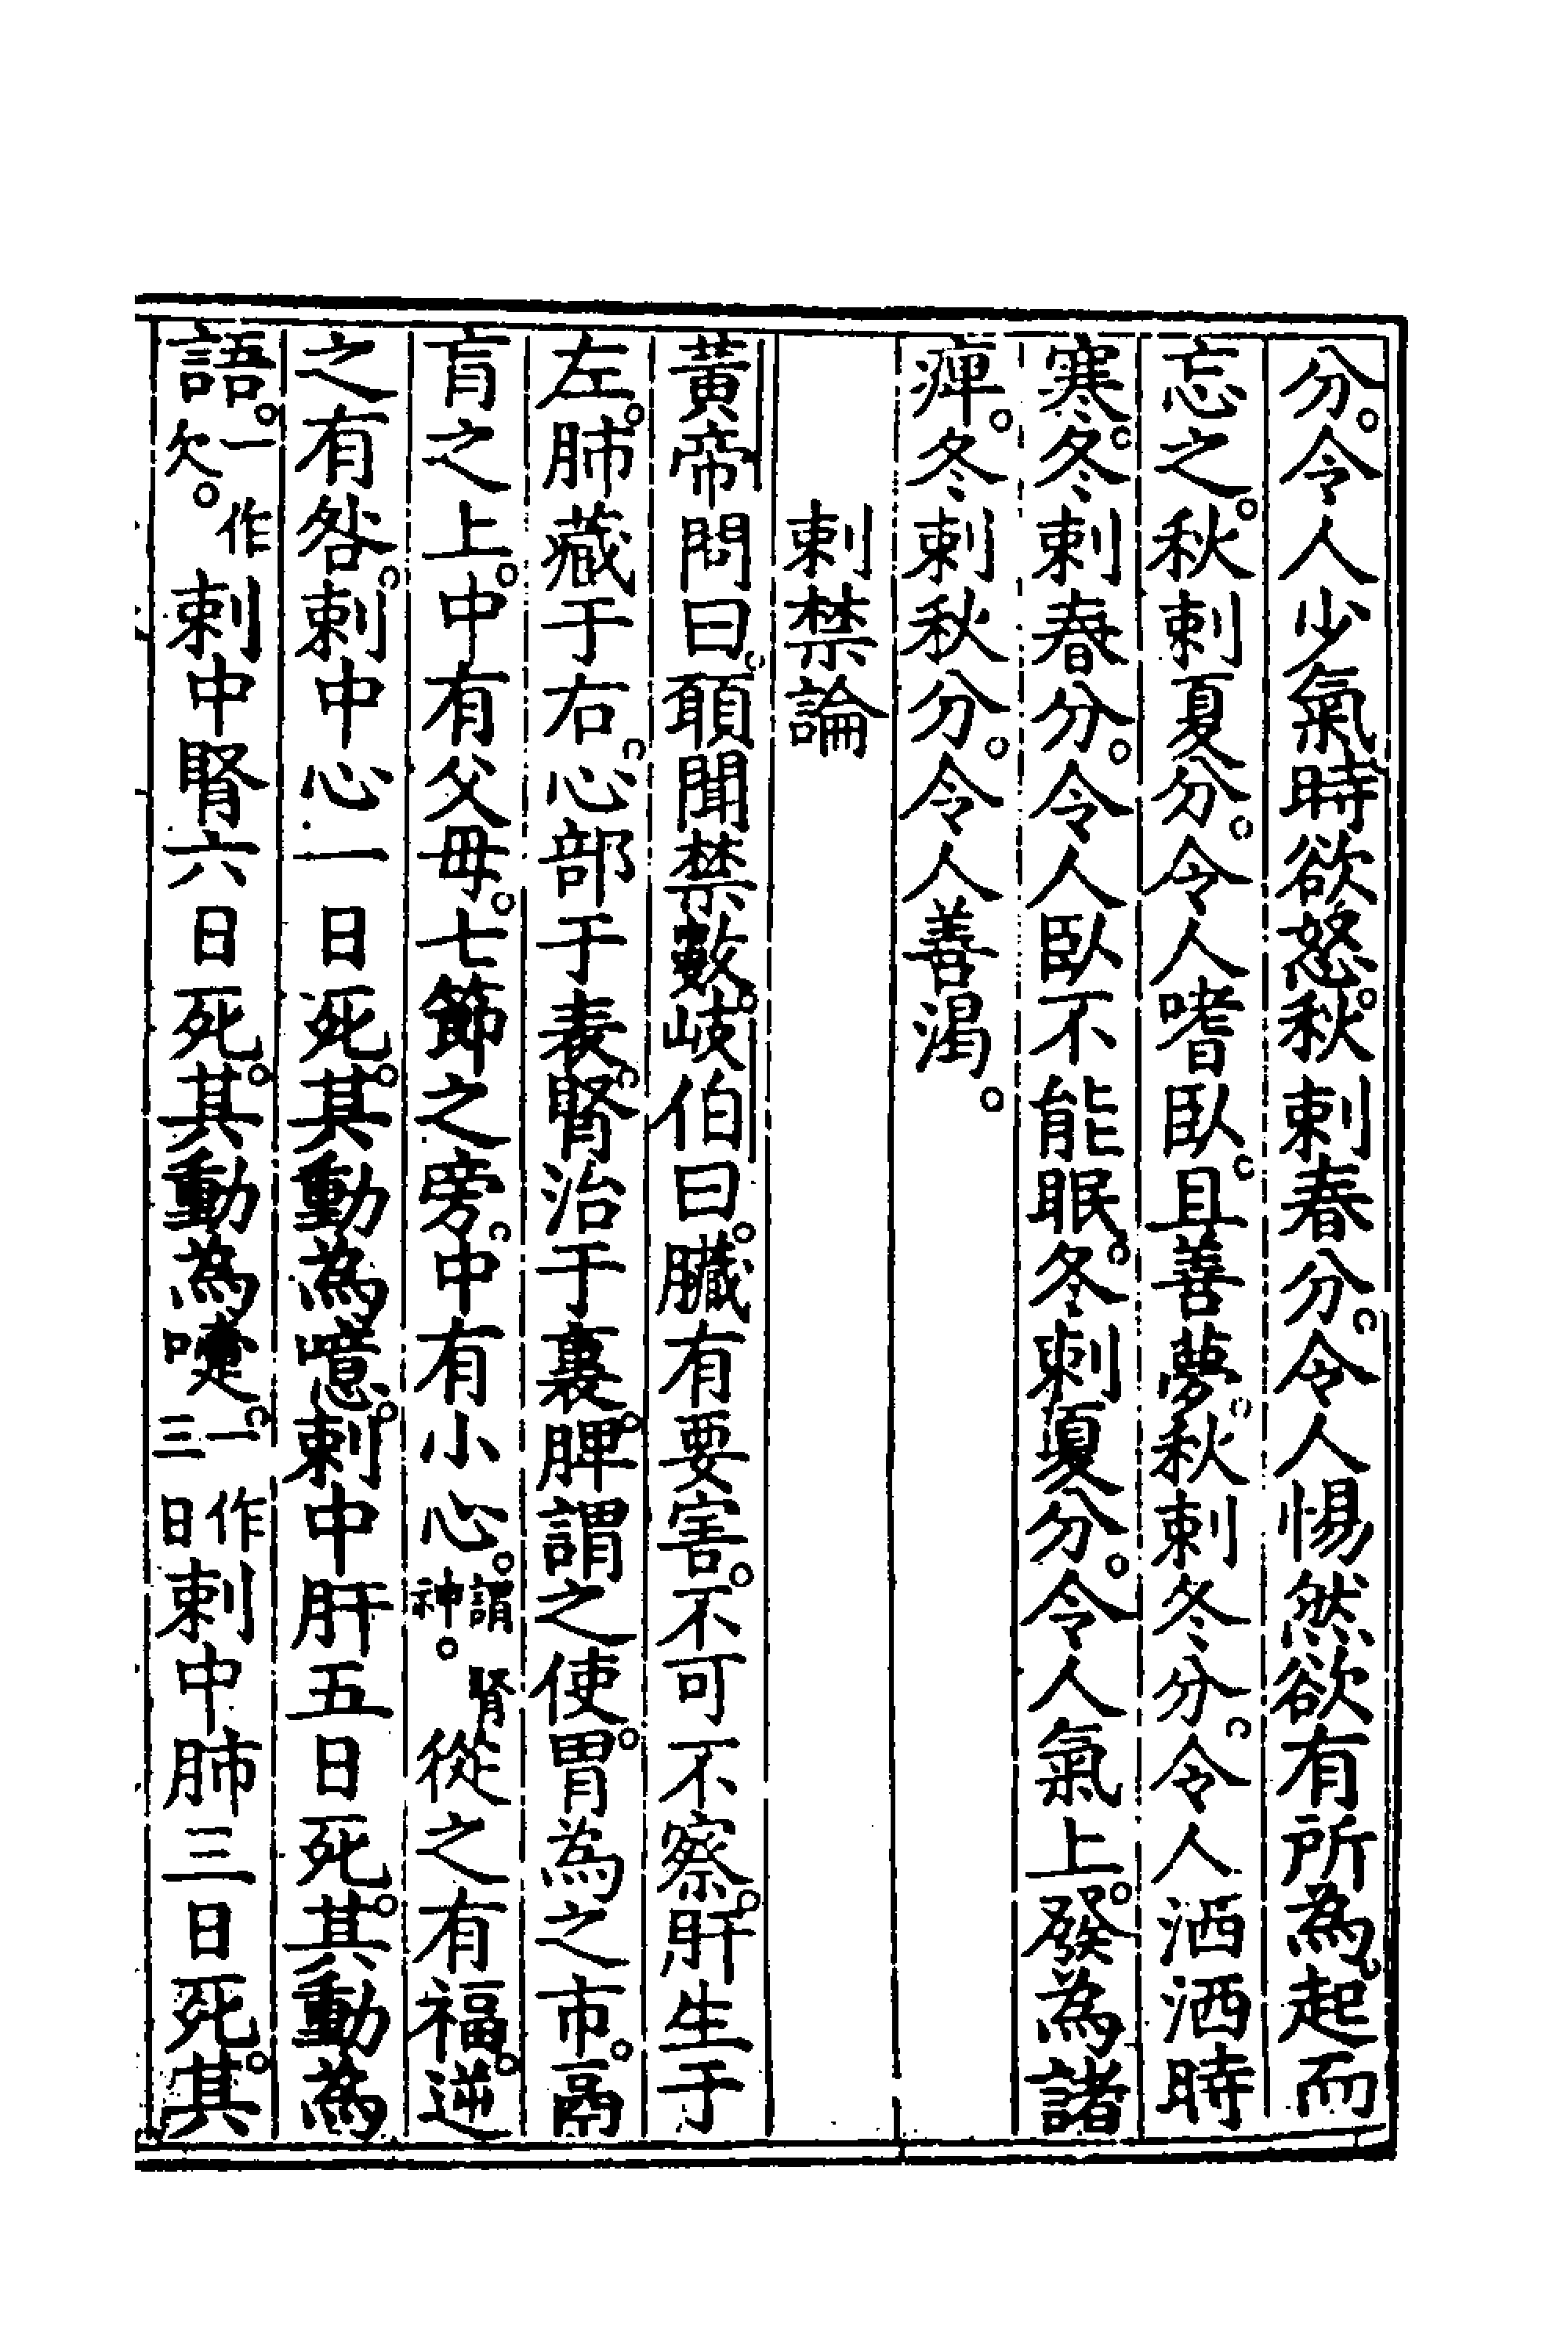 分。令人少氣。時欲怒。秋刺春分。令人惕然欲有所為。起而
忘之。秋刺夏分。令人嗜臥。且善夢。秋刺冬分。令人洒洒時
寒。冬刺春分。令人臥不能眠。冬刺夏分。令人氣上。發為諸
痺。冬刺秋分。令人善渴。
刺禁論
黃帝問曰。願聞禁數。岐伯曰。臟有要害。不可不察。肝生于
左。肺藏于右。心部于表。腎治于裏。脾謂之使。胃為之市。鬲
肓之上。中有父母。七節之旁。中有小心。謂腎神。從之有福。逆
之有咎。刺中心一日死。其動為噫。刺中肝五日死。其動為
語。一作欠。刺中腎六日死。其動為嚏。一作三日刺中肺三日死。其